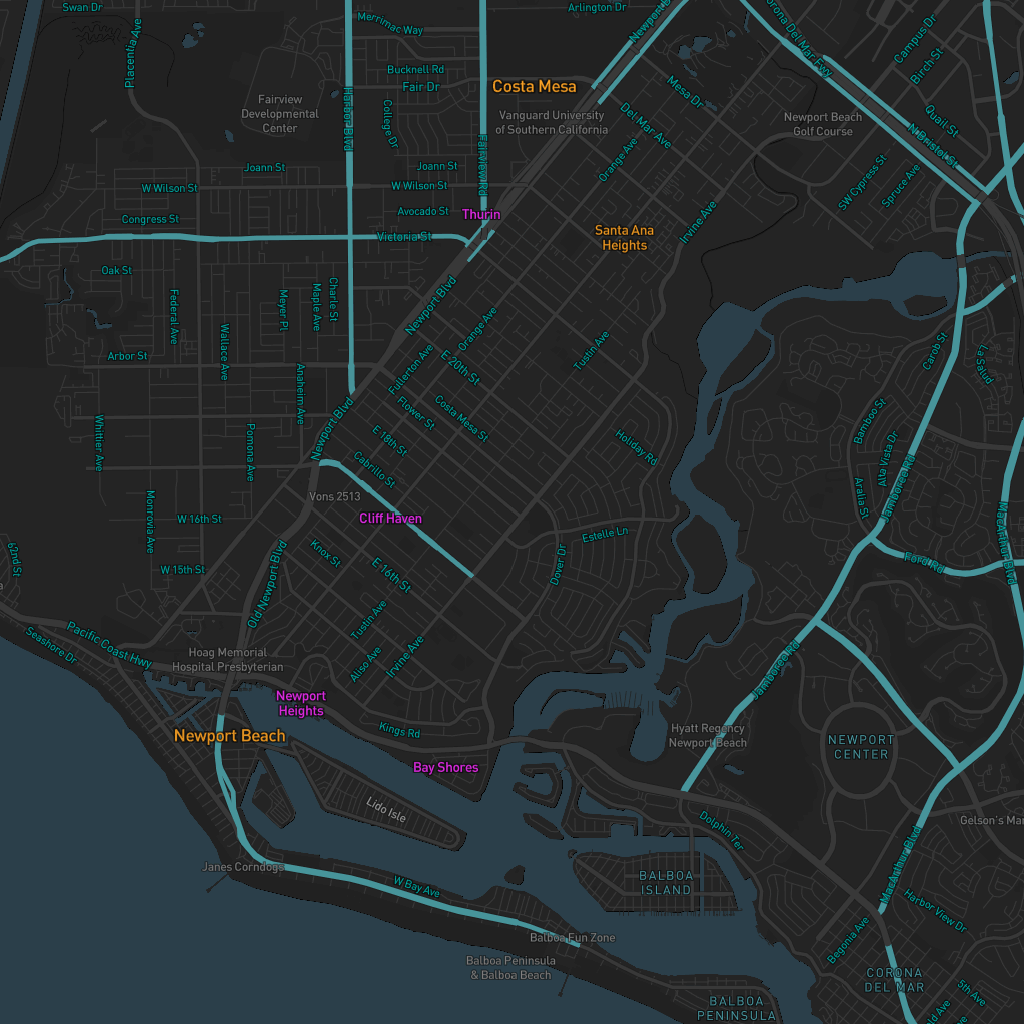 Swan Dr
Arlington Dr
Merrimac Way
Newport B
Corona Del Mar Fwy
Placentia Ave
Campus Dr
Birch St
Bucknell Rd
Fair Dr
Costa Mesa
Mesa Dr
Harbor Blvd
Fairview
Developmental
Center
College Dr
Vanguard University
of Southern California
Del Mar Ave
Newport Beach
Golf Course
Quail St
N Bristol St
Fairview Rd
Orange Ave
Joann St
Joann St
W Wilson St
W Wilson St
SW Cypress St
Spruce Ave
Congress St
Avocado St
Thurin
Irvine Ave
Victoria St
Santa Ana
Heights
Oak St
Newport Blvd
Federal Ave
Meyer Pl
Maple Ave
Charle St
Orange Ave
Wallace Ave
Tustin Ave
Carob St
La Salud
Arbor St
Fullerton Ave
E 20th St
Anaheim Ave
Newport Blvd
Flower St
Costa Mesa St
Bamboo St
Whittier Ave
Pomona Ave
E 18th St
Holiday Rd
Alta Vista Dr
Cabrillo St
Jamboree Rd
Aralia St
Vons 2513
Monrovia Ave
W 16th St
Cliff Haven
MacArthur Blvd
Estelle Ln
62nd St
Knox St
Dover Dr
Ford Rd
W 15th St
Old Newport Blvd
E 16th St
a
Tustin Ave
Seashore Dr
Pacific Coast Hwy
Hoag Memorial
Hospital Presbyterian
Aliso Ave
Irvine Ave
Jamboree Rd
Newport
Heights
Kings Rd
Hyatt Regency
Newport Beach
Newport Beach
NEWPORT
CENTER
Bay Shores
Lido Isle
Dolphin Ter
Gelson's Mar
Janes Corndogs
W Bay Ave
BALBOA
ISLAND
MacArthur Blvd
Harbor View Dr
Begonia Ave
Balboa Fun Zone
Balboa Peninsula
& Balboa Beach
CORONA
DEL MAR
5th Ave
BALBOA
PENINSULA
ld Ave
ve